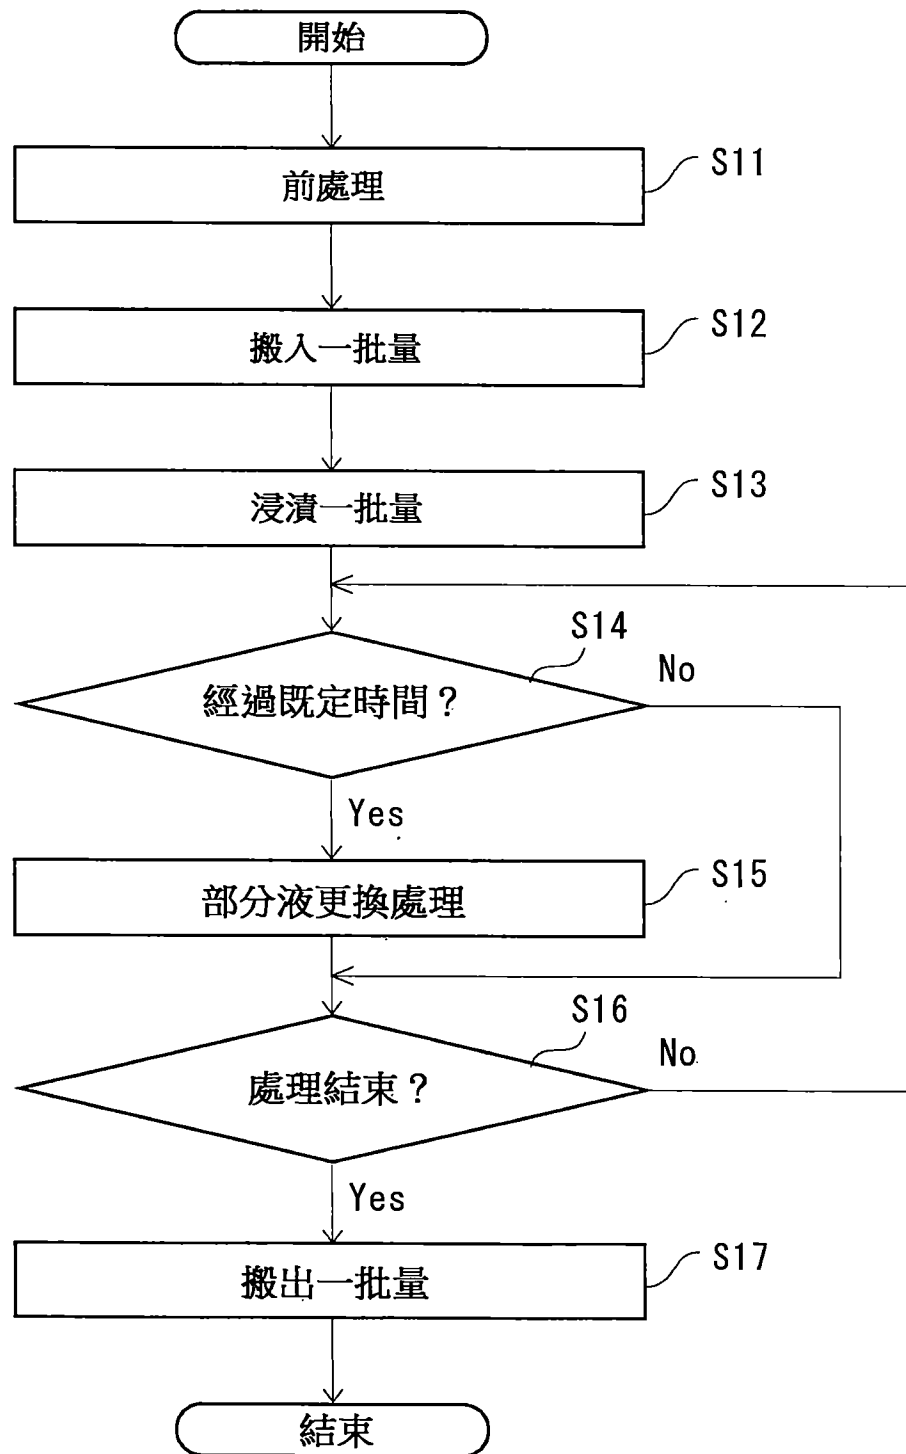 開始
前處理
S11
搬入一批量
S12
浸漬一批量
S13
S14
經過既定時間？
No
Yes
部分液更換處理
S15
S16
處理結束？
No
Yes
搬出一批量
S17
結束